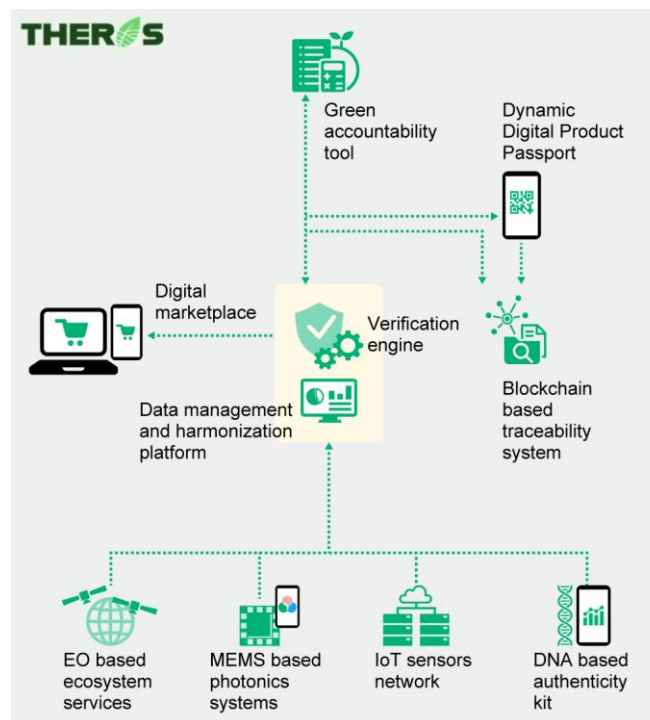 THEROS
Green
accountability
tool
Dynamic
Digital Product
Passport
Digital
marketplace
Verification
engine
Data management
and harmonization
platform
Blockchain
based
traceability
system
EO based
ecosystem
services
MEMS based
photonics
systems
IoT sensors
network
DNA based
authenticity
kit